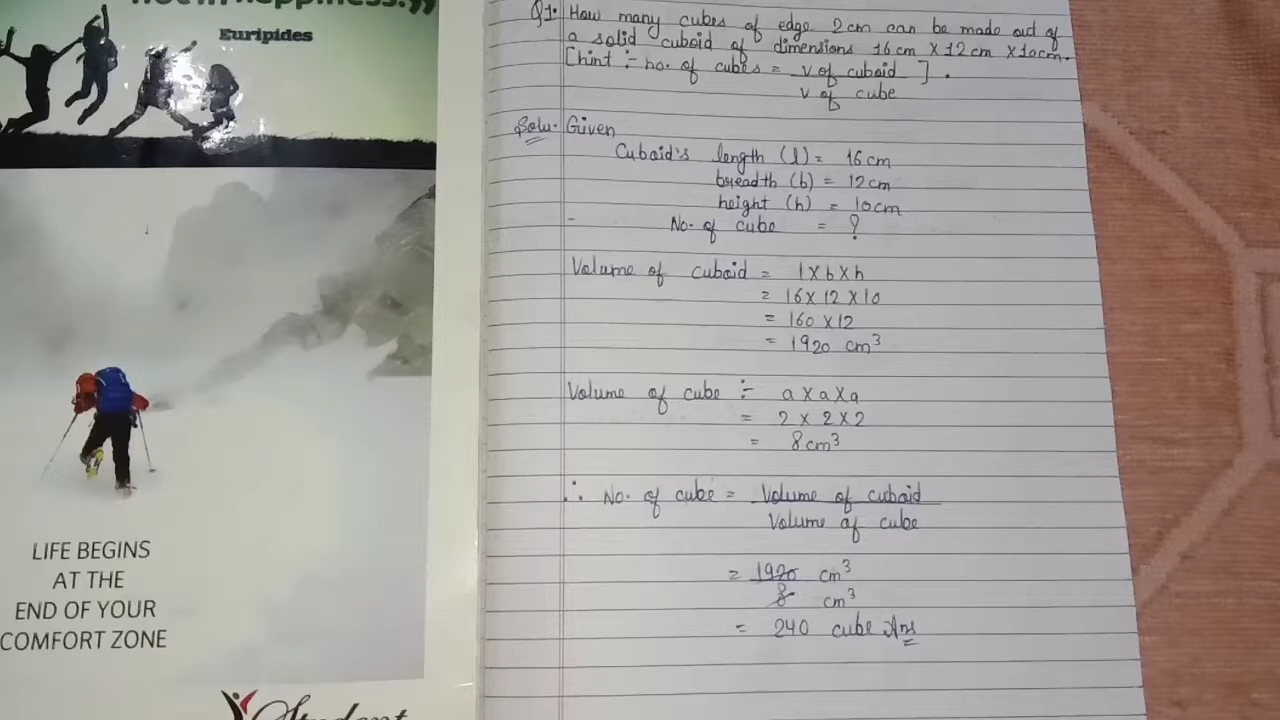 Euripides
LIFE BEGINS
AT THE
END OF YOUR
COMFORT ZONE
Student
Q1. How many cubes of edge 2cm can be made out of
a solid cuboid of dimensions 16cm X 12cm X 10cm.
[hint :- no. of cubes = v of cuboid ] .
v of cube
Solu. Given
Cuboid's length (l) = 16cm
breadth (b) = 12cm
height (h) = 10cm
No. of cube = ?
Volume of cuboid = l X b X h
= 16 X 12 X 10
= 160 X 12
= 1920 cm³
Volume of cube :- a X a X a
= 2 X 2 X 2
= 8cm³
∴ No. of cube = Volume of cuboid
Volume of cube
= 1920 cm³
8 cm³
= 240 cube Ans